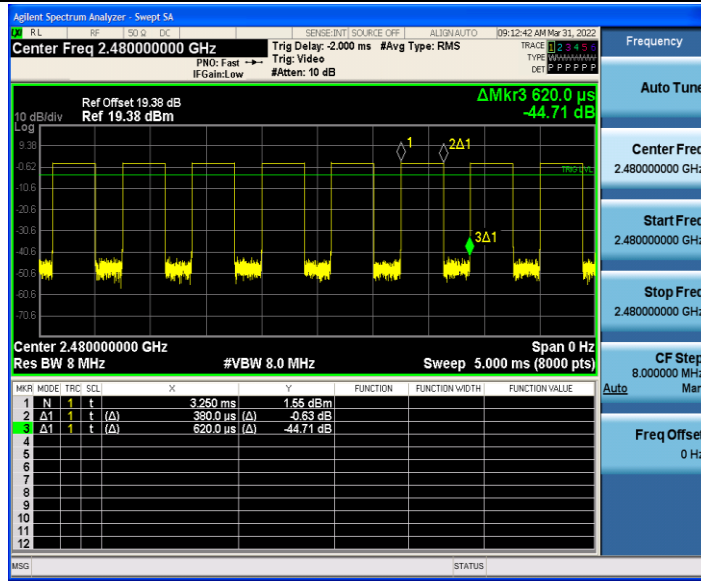 Agilent Spectrum Analyzer - Swept SA
RL RF 50 Ω DC SENSE:INT SOURCE OFF ALIGNAUTO 09:12:42 AM Mar 31, 2022
Center Freq 2.480000000 GHz
PNO: Fast
IFGain:Low
Trig Delay: -2.000 ms
Trig: Video
#Atten: 10 dB
#Avg Type: RMS
TRACE 1 2 3 4 5 6
TYPE WWWWWW
DET P P P P P P
ΔMkr3 620.0 µs
-44.71 dB
Ref Offset 19.38 dB
10 dB/div Ref 19.38 dBm
Log
9.38
-0.62
-10.6
-20.6
-30.6
-40.6
-50.6
-60.6
-70.6
1
2Δ1
3Δ1
TRIG LVL
Center 2.480000000 GHz Span 0 Hz
Res BW 8 MHz #VBW 8.0 MHz Sweep 5.000 ms (8000 pts)
MKR MODE TRC SCL X Y FUNCTION FUNCTION WIDTH FUNCTION VALUE
1 N 1 t 3.250 ms 1.55 dBm
2 Δ1 1 t (Δ) 380.0 µs (Δ) -0.63 dB
3 Δ1 1 t (Δ) 620.0 µs (Δ) -44.71 dB
4
5
6
7
8
9
10
11
12
MSG STATUS
Frequency
Auto Tune
Center Freq
2.480000000 GHz
Start Freq
2.480000000 GHz
Stop Freq
2.480000000 GHz
CF Step
8.000000 MHz
Auto Man
Freq Offset
0 Hz